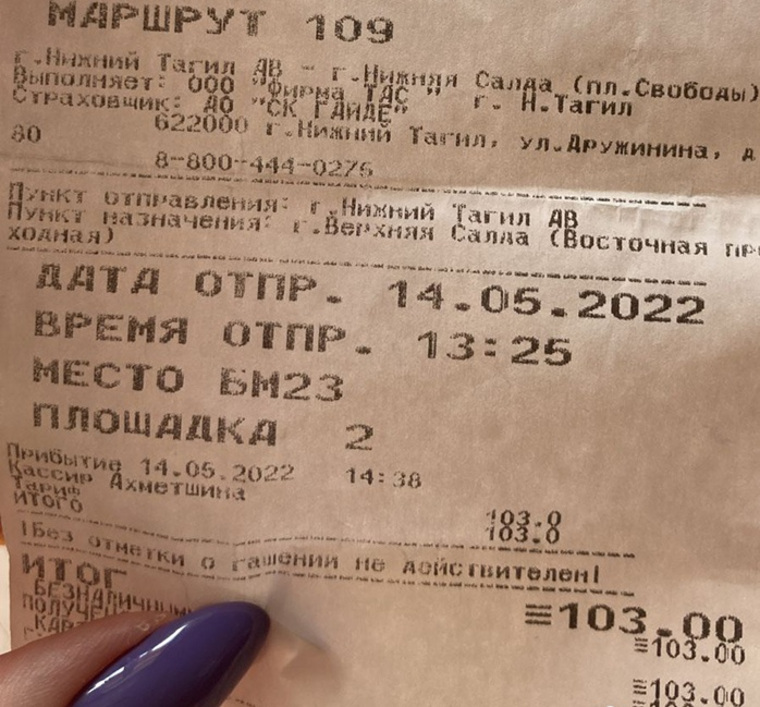 МАРШРУТ 109
г.Нижний Тагил АВ - г.Нижняя Салда (пл.Свободы)
Выполняет: ООО "Фирма ТАС " г. Н.Тагил
Страховщик: АО "СК ГАЙДЕ"
622000 г.Нижний Тагил, ул.Дружинина, д
80
8-800-444-0275
Пункт отправления: г.Нижний Тагил АВ
Пункт назначения: г.Верхняя Салда (Восточная про
ходная)
ДАТА ОТПР. 14.05.2022
ВРЕМЯ ОТПР. 13:25
МЕСТО БМ23
ПЛОЩАДКА 2
Прибытие 14.05.2022 14:38
Кассир Ахметшина
Тариф 103.0
ИТОГО 103.0
!Без отметки о гашении не действителен!
ИТОГ ≡103.00
БЕЗНАЛИЧНЫМИ ≡103.00
ПОЛУЧЕ
КАР ≡103.00